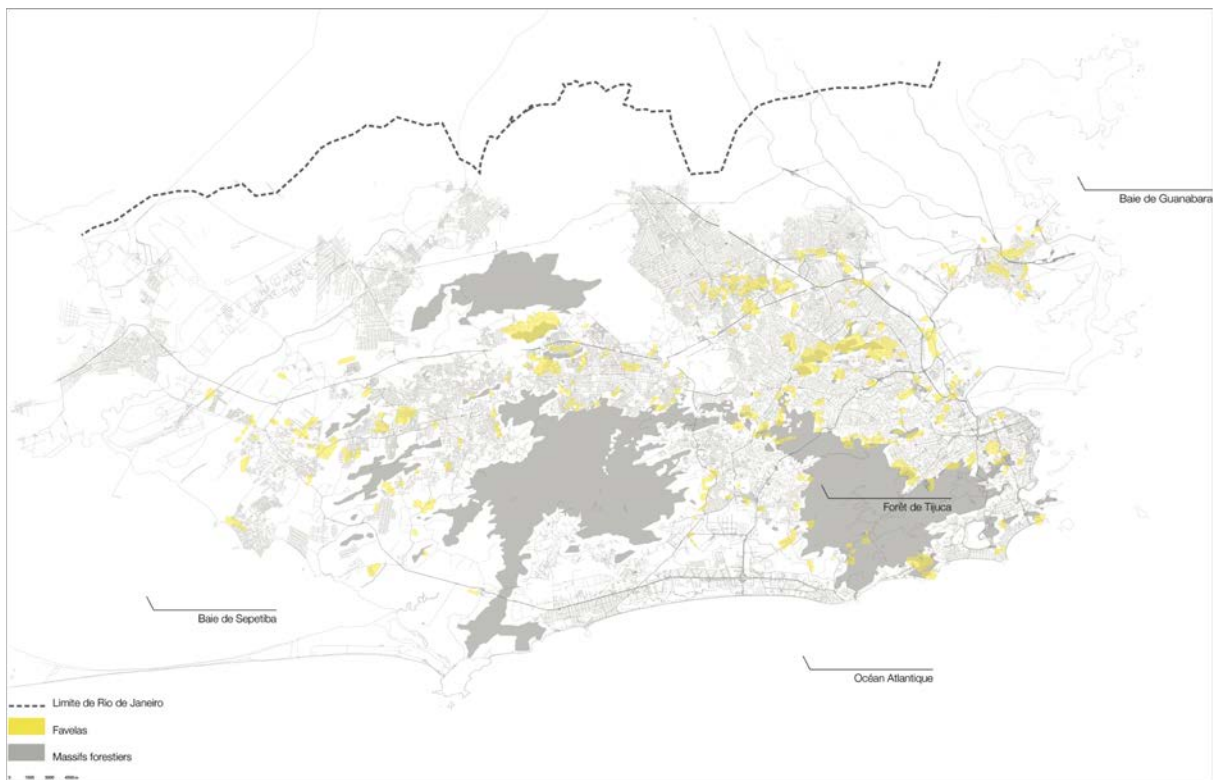 Baie de Guanabara
Forêt de Tijuca
Baie de Sepetiba
Océan Atlantique
Limite de Rio de Janeiro
Favelas
Massifs forestiers